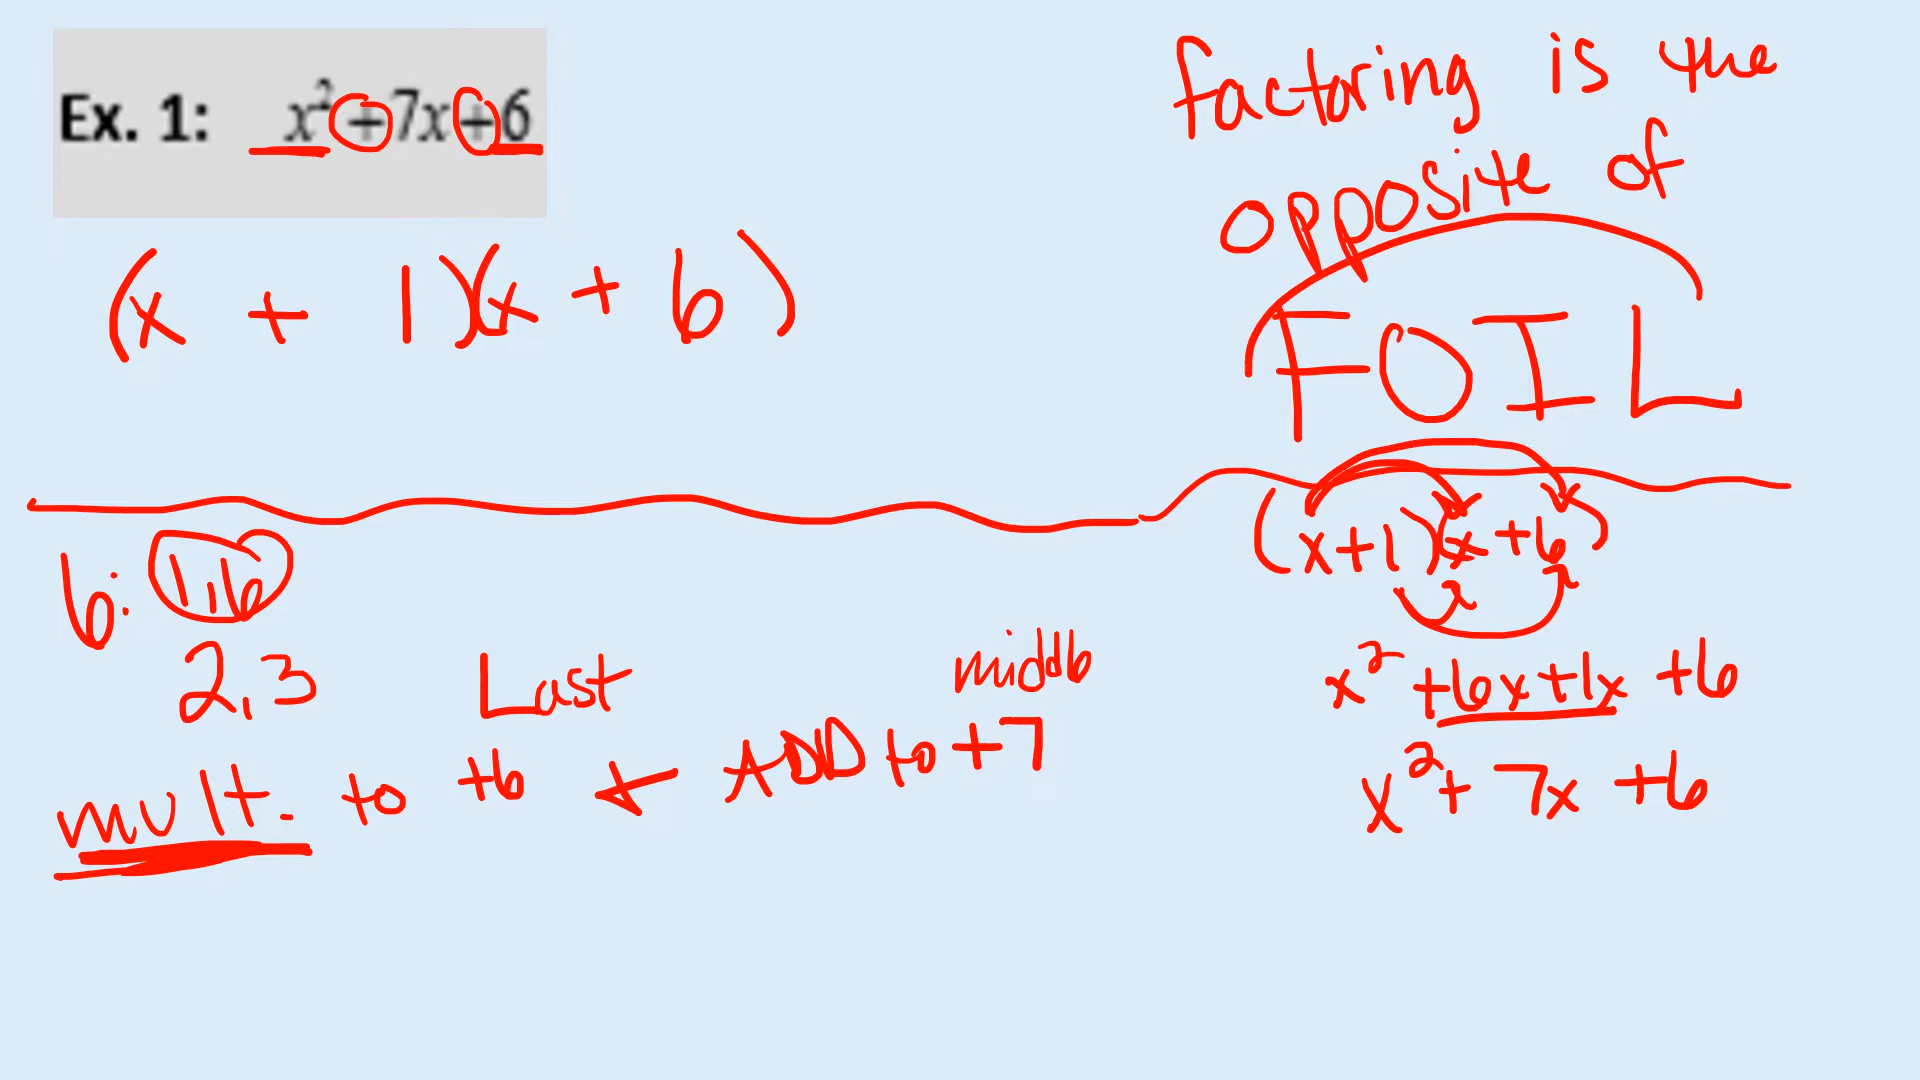 Ex. 1: x²+7x+6
(x + 1)(x + 6)
factoring is the
opposite of
FOIL
6: 1,6
2,3
Last
middle
mult. to +6 + ADD to +7
(x+1)(x+6)
x² +6x+1x +6
x²+ 7x +6